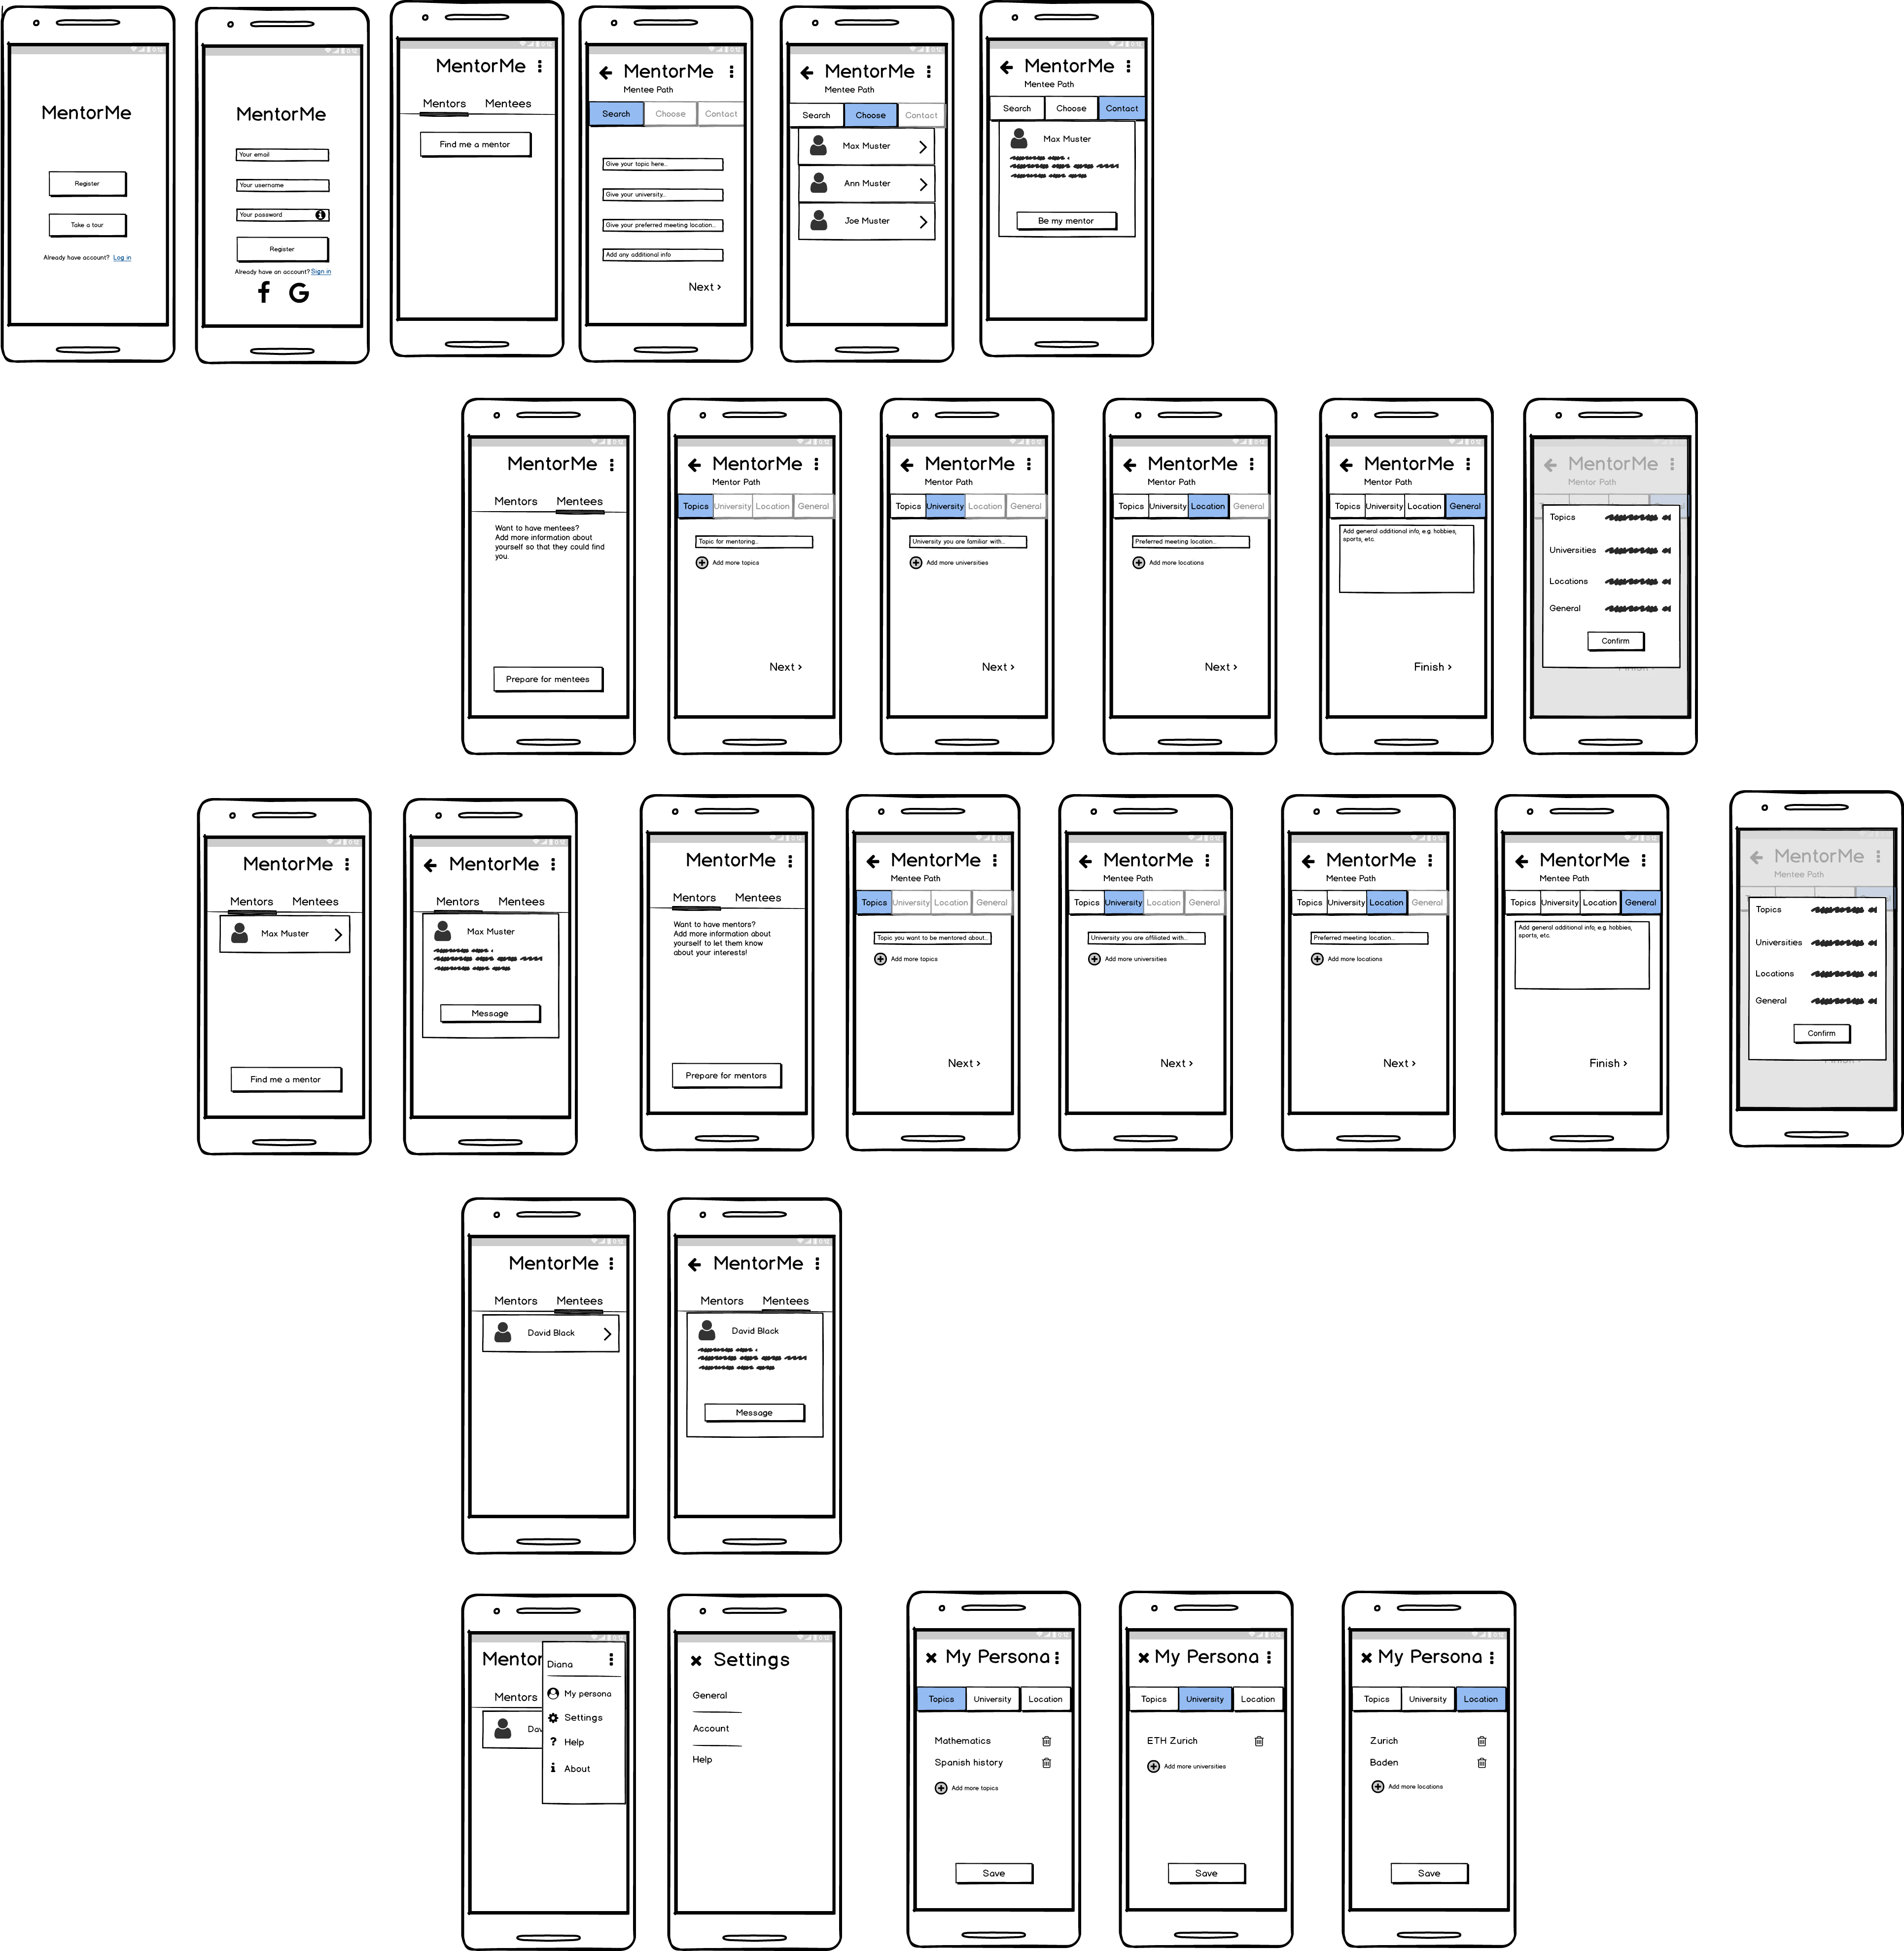 MentorMe
Register
Take a tour
Already have account? Log in
MentorMe
Your email
Your username
Your password
Register
Already have an account? Sign in
MentorMe
Mentors Mentees
Find me a mentor
MentorMe
Mentee Path
Search Choose Contact
Give your topic here...
Give your university...
Give your preferred meeting location...
Add any additional info
Next >
MentorMe
Mentee Path
Search Choose Contact
Max Muster
Ann Muster
Joe Muster
MentorMe
Mentee Path
Search Choose Contact
Max Muster
Be my mentor
MentorMe
Mentors Mentees
Want to have mentees?
Add more information about
yourself so that they could find
you.
Prepare for mentees
MentorMe
Mentor Path
Topics University Location General
Topic for mentoring...
Add more topics
Next >
MentorMe
Mentor Path
Topics University Location General
University you are familiar with...
Add more universities
Next >
MentorMe
Mentor Path
Topics University Location General
Preferred meeting location...
Add more locations
Next >
MentorMe
Mentor Path
Topics University Location General
Add general additional info, e.g. hobbies,
sports, etc.
Finish >
MentorMe
Mentor Path
Topics
Universities
Locations
General
Confirm
Finish >
MentorMe
Mentors Mentees
Max Muster
Find me a mentor
MentorMe
Mentors Mentees
Max Muster
Message
MentorMe
Mentors Mentees
Want to have mentors?
Add more information about
yourself to let them know
about your interests!
Prepare for mentors
MentorMe
Mentee Path
Topics University Location General
Topic you want to be mentored about...
Add more topics
Next >
MentorMe
Mentee Path
Topics University Location General
University you are affiliated with...
Add more universities
Next >
MentorMe
Mentee Path
Topics University Location General
Preferred meeting location...
Add more locations
Next >
MentorMe
Mentee Path
Topics University Location General
Add general additional info, e.g. hobbies,
sports, etc.
Finish >
MentorMe
Mentee Path
Topics
Universities
Locations
General
Confirm
Finish >
MentorMe
Mentors Mentees
David Black
MentorMe
Mentors Mentees
David Black
Message
Mentor
Mentors
Dav
Diana
My persona
Settings
Help
About
Settings
General
Account
Help
My Persona
Topics University Location
Mathematics
Spanish history
Add more topics
Save
My Persona
Topics University Location
ETH Zurich
Add more universities
Save
My Persona
Topics University Location
Zurich
Baden
Add more locations
Save